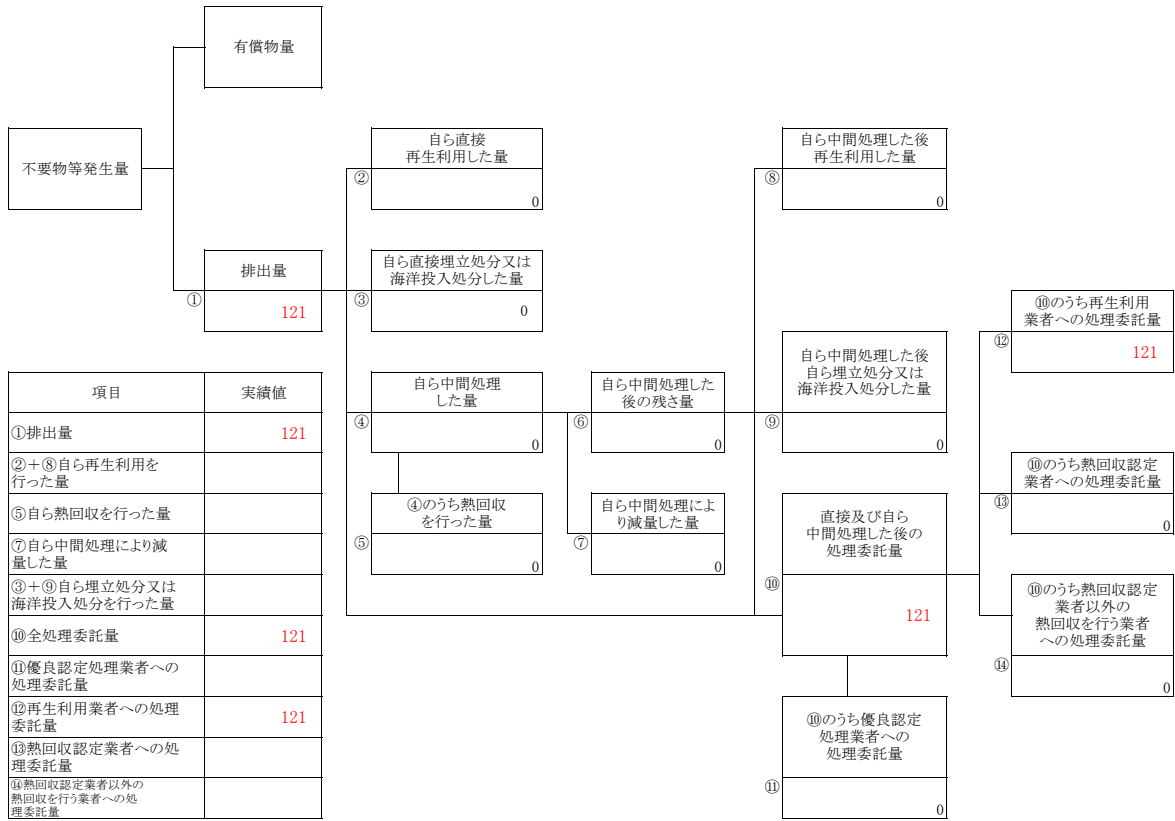 有償物量
不要物等発生量
自ら直接
再生利用した量
②
0
自ら中間処理した後
再生利用した量
⑧
0
排出量
①
121
自ら直接埋立処分又は
海洋投入処分した量
③
0
⑩のうち再生利用
業者への処理委託量
⑫
121
自ら中間処理
した量
④
0
自ら中間処理した
後の残さ量
⑥
0
自ら中間処理した後
自ら埋立処分又は
海洋投入処分した量
⑨
0
⑩のうち熱回収認定
業者への処理委託量
⑬
0
④のうち熱回収
を行った量
⑤
0
自ら中間処理によ
り減量した量
⑦
0
直接及び自ら
中間処理した後の
処理委託量
⑩
121
⑩のうち熱回収認定
業者以外の
熱回収を行う業者
への処理委託量
⑭
0
⑩のうち優良認定
処理業者への
処理委託量
⑪
0
項目 実績値
①排出量 121
②+⑧自ら再生利用を
行った量
⑤自ら熱回収を行った量
⑦自ら中間処理により減
量した量
③+⑨自ら埋立処分又は
海洋投入処分を行った量
⑩全処理委託量 121
⑪優良認定処理業者への
処理委託量
⑫再生利用業者への処理
委託量 121
⑬熱回収認定業者への処
理委託量
⑭熱回収認定業者以外の
熱回収を行う業者への処
理委託量